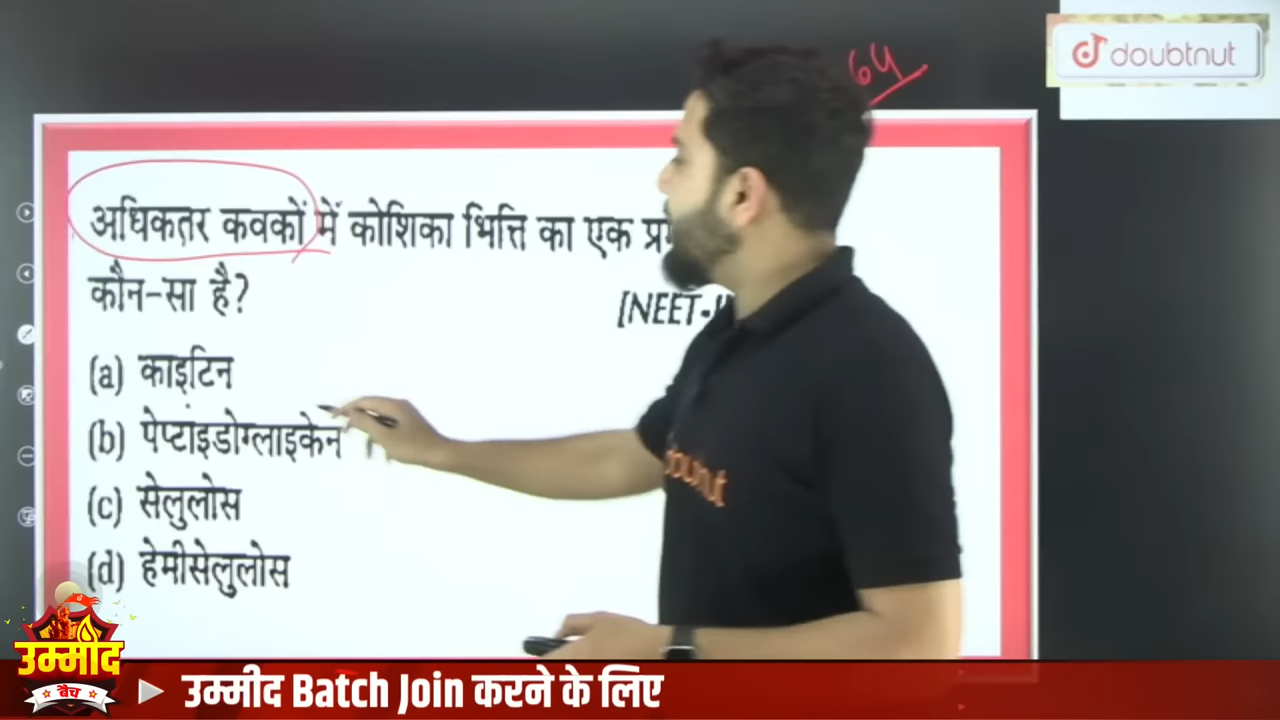 64
doubtnut
अधिकतर कवकों में कोशिका भित्ति का एक
कौन-सा है?
[NEET-
(a) काइटिन
(b) पेप्टाइडोग्लाइकेन
(c) सेलुलोस
(d) हेमीसेलुलोस
उम्मीद
बैच
उम्मीद Batch Join करने के लिए